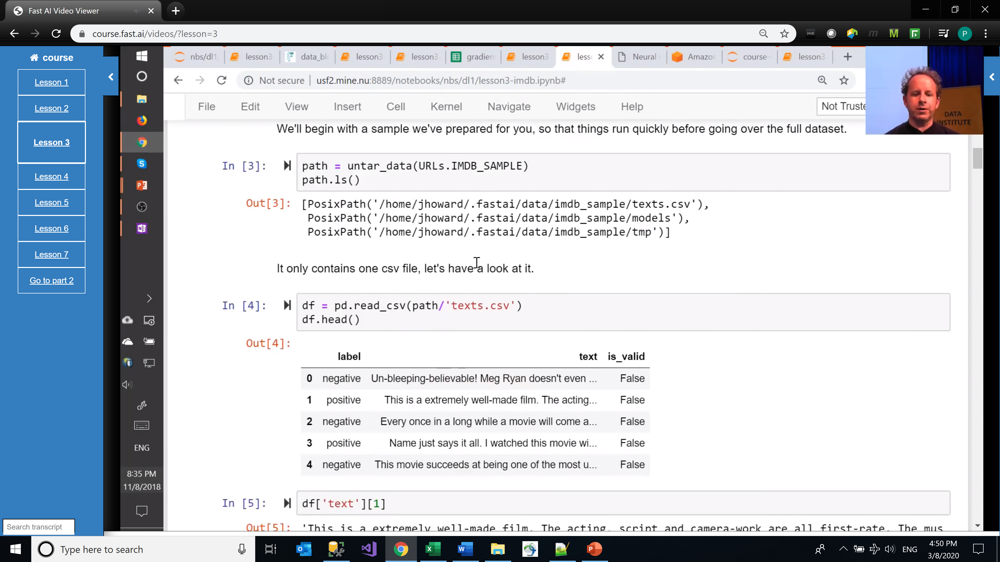 Fast AI Video Viewer
course.fast.ai/videos/?lesson=3
(md)
m
M
P
course
Lesson 1
Lesson 2
Lesson 3
Lesson 4
Lesson 5
Lesson 6
Lesson 7
Go to part 2
Search transcript
nbs/dl1
lesson3-
data_bl
lesson3
lesson3-
gradien
lesson3-
less
Neural
Amazon
course-
lesson3
Not secure
usf2.mine.nu:8889/notebooks/nbs/dl1/lesson3-imdb.ipynb#
File Edit View Insert Cell Kernel Navigate Widgets Help
Not Truste
DATA
INSTITUTE
We'll begin with a sample we've prepared for you, so that things run quickly before going over the full dataset.
In [3]: path = untar_data(URLs.IMDB_SAMPLE)
path.ls()
Out[3]: [PosixPath('/home/jhoward/.fastai/data/imdb_sample/texts.csv'),
PosixPath('/home/jhoward/.fastai/data/imdb_sample/models'),
PosixPath('/home/jhoward/.fastai/data/imdb_sample/tmp')]
It only contains one csv file, let's have a look at it.
In [4]: df = pd.read_csv(path/'texts.csv')
df.head()
Out[4]:
label text is_valid
0 negative Un-bleeping-believable! Meg Ryan doesn't even ... False
1 positive This is a extremely well-made film. The acting... False
2 negative Every once in a long while a movie will come a... False
3 positive Name just says it all. I watched this movie wi... False
4 negative This movie succeeds at being one of the most u... False
In [5]: df['text'][1]
Out[5]: 'This is a extremely well-made film. The acting, script and camera-work are all first-rate. The mus
ENG
8:35 PM
11/8/2018
Type here to search
ENG
4:50 PM
3/8/2020